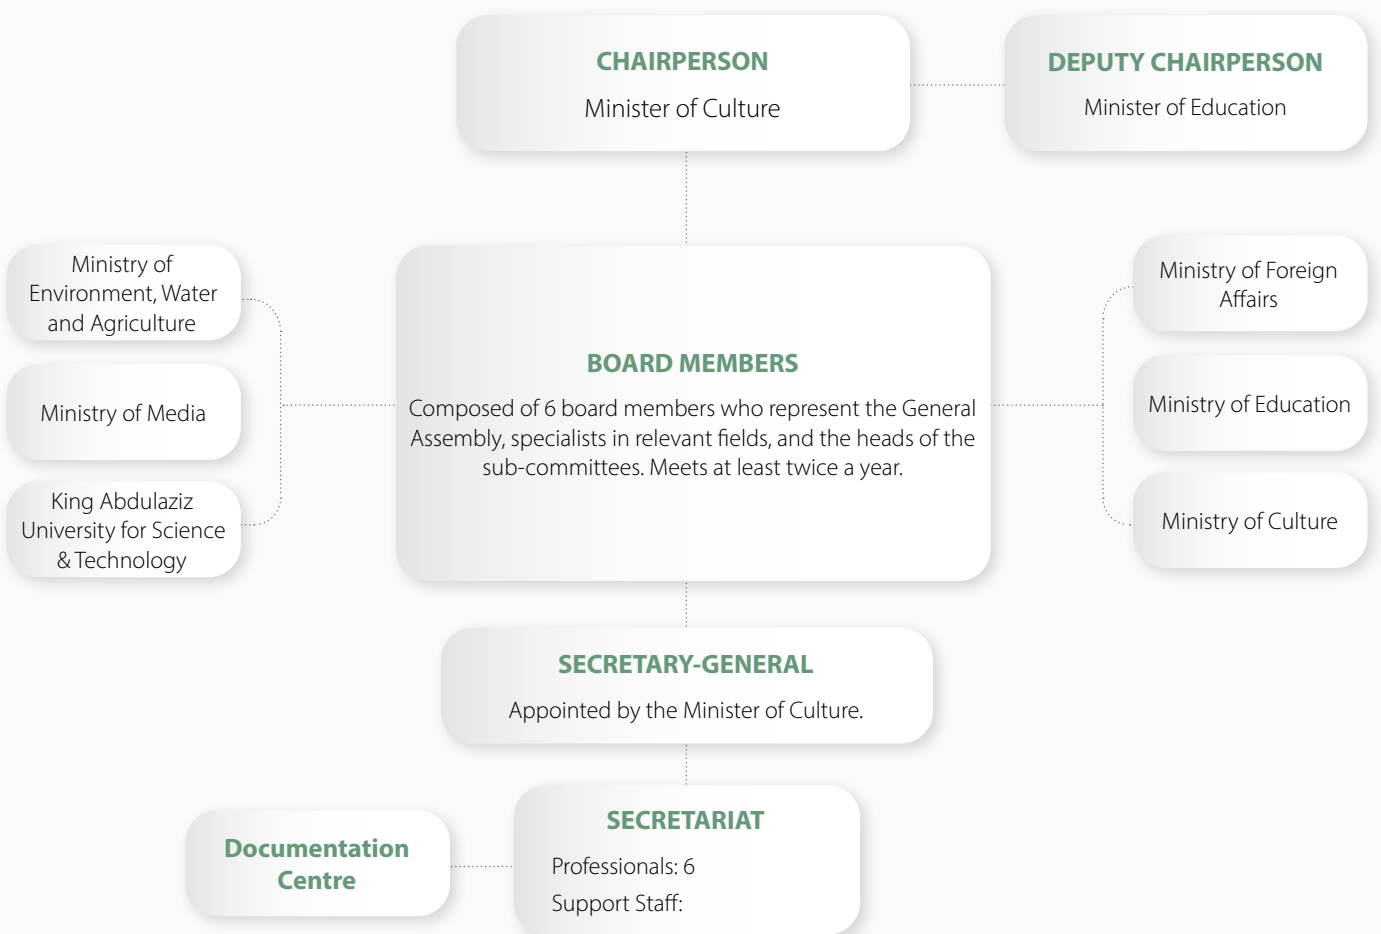 CHAIRPERSON
Minister of Culture
DEPUTY CHAIRPERSON
Minister of Education
Ministry of
Environment, Water
and Agriculture
Ministry of Media
King Abdulaziz
University for Science
& Technology
BOARD MEMBERS
Composed of 6 board members who represent the General
Assembly, specialists in relevant fields, and the heads of the
sub-committees. Meets at least twice a year.
Ministry of Foreign
Affairs
Ministry of Education
Ministry of Culture
SECRETARY-GENERAL
Appointed by the Minister of Culture.
Documentation
Centre
SECRETARIAT
Professionals: 6
Support Staff: